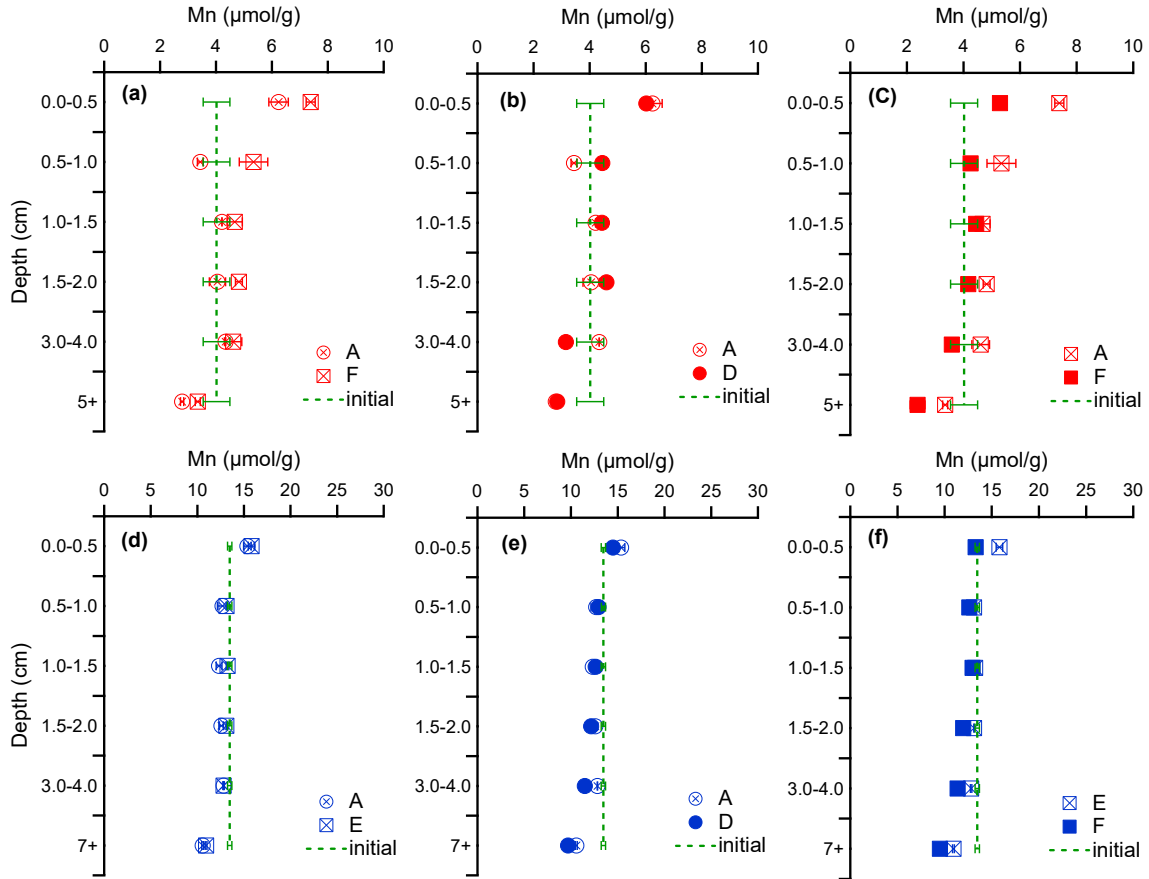 Mn (μmol/g) Mn (μmol/g) Mn (μmol/g)
0 2 4 6 8 10 0 2 4 6 8 10 0 2 4 6 8 10
(a) (b) (C)
Depth (cm)
0.0-0.5 0.0-0.5 0.0-0.5
0.5-1.0 0.5-1.0 0.5-1.0
1.0-1.5 1.0-1.5 1.0-1.5
1.5-2.0 1.5-2.0 1.5-2.0
3.0-4.0 3.0-4.0 3.0-4.0
A A A
F D F
initial initial initial
5+ 5+ 5+
Mn (μmol/g) Mn (μmol/g) Mn (μmol/g)
0 5 10 15 20 25 30 0 5 10 15 20 25 30 0 5 10 15 20 25 30
(d) (e) (f)
Depth (cm)
0.0-0.5 0.0-0.5 0.0-0.5
0.5-1.0 0.5-1.0 0.5-1.0
1.0-1.5 1.0-1.5 1.0-1.5
1.5-2.0 1.5-2.0 1.5-2.0
3.0-4.0 3.0-4.0 3.0-4.0
A A E
E D F
initial initial initial
7+ 7+ 7+